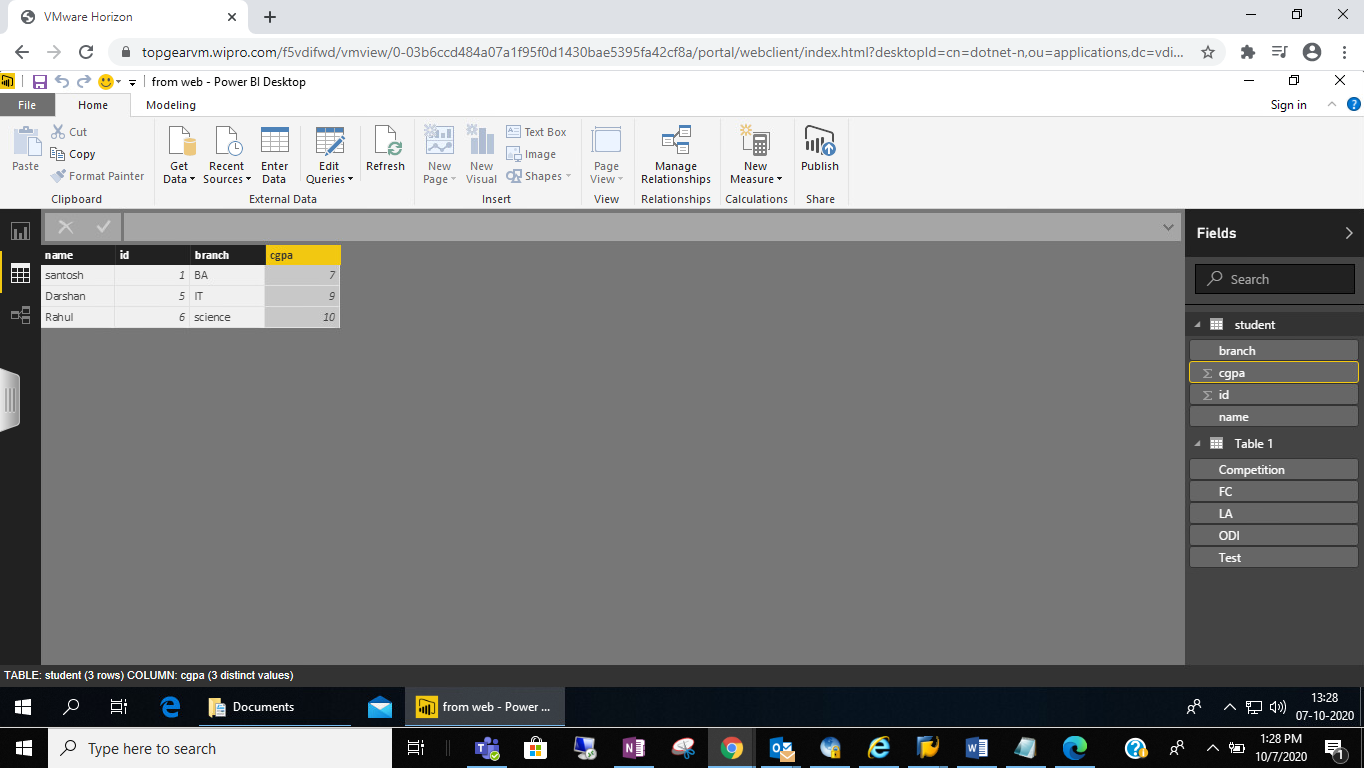 VMware Horizon
topgearvm.wipro.com/f5vdifwd/vmview/0-03b6ccd484a07a1f95f0d1430bae5395fa42cf8a/portal/webclient/index.html?desktopId=cn=dotnet-n,ou=applications,dc=vdi...
from web - Power BI Desktop
File Home Modeling Sign in
Paste
Cut
Copy
Format Painter
Get Data
Recent Sources
Enter Data
Edit Queries
Refresh
New Page
New Visual
Text Box
Image
Shapes
Page View
Manage Relationships
New Measure
Publish
Clipboard External Data Insert View Relationships Calculations Share
name id branch cgpa
santosh 1 BA 7
Darshan 5 IT 9
Rahul 6 science 10
Fields
Search
student
branch
cgpa
id
name
Table 1
Competition
FC
LA
ODI
Test
TABLE: student (3 rows) COLUMN: cgpa (3 distinct values)
Documents
from web - Power ...
13:28
07-10-2020
Type here to search
1:28 PM
10/7/2020
1